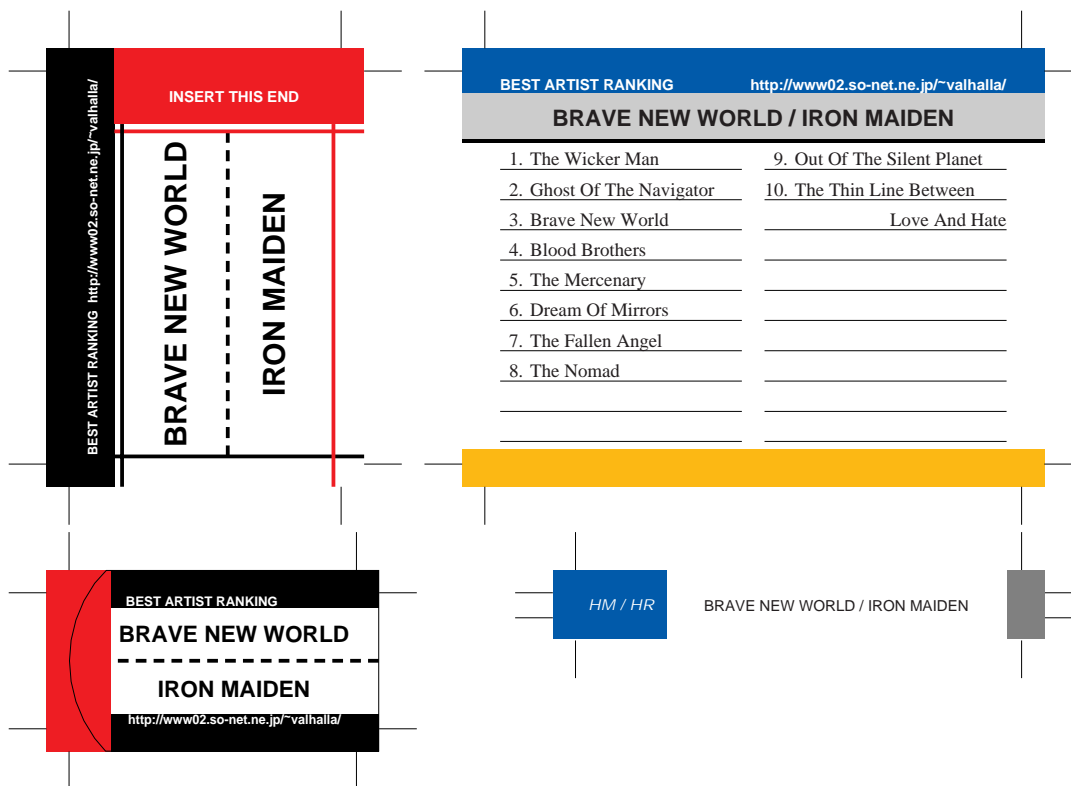 INSERT THIS END
BEST ARTIST RANKING http://www02.so-net.ne.jp/~valhalla/
BRAVE NEW WORLD
IRON MAIDEN
BEST ARTIST RANKING http://www02.so-net.ne.jp/~valhalla/
BRAVE NEW WORLD / IRON MAIDEN
1. The Wicker Man
2. Ghost Of The Navigator
3. Brave New World
4. Blood Brothers
5. The Mercenary
6. Dream Of Mirrors
7. The Fallen Angel
8. The Nomad
9. Out Of The Silent Planet
10. The Thin Line Between
Love And Hate
BEST ARTIST RANKING
BRAVE NEW WORLD
IRON MAIDEN
http://www02.so-net.ne.jp/~valhalla/
HM / HR
BRAVE NEW WORLD / IRON MAIDEN